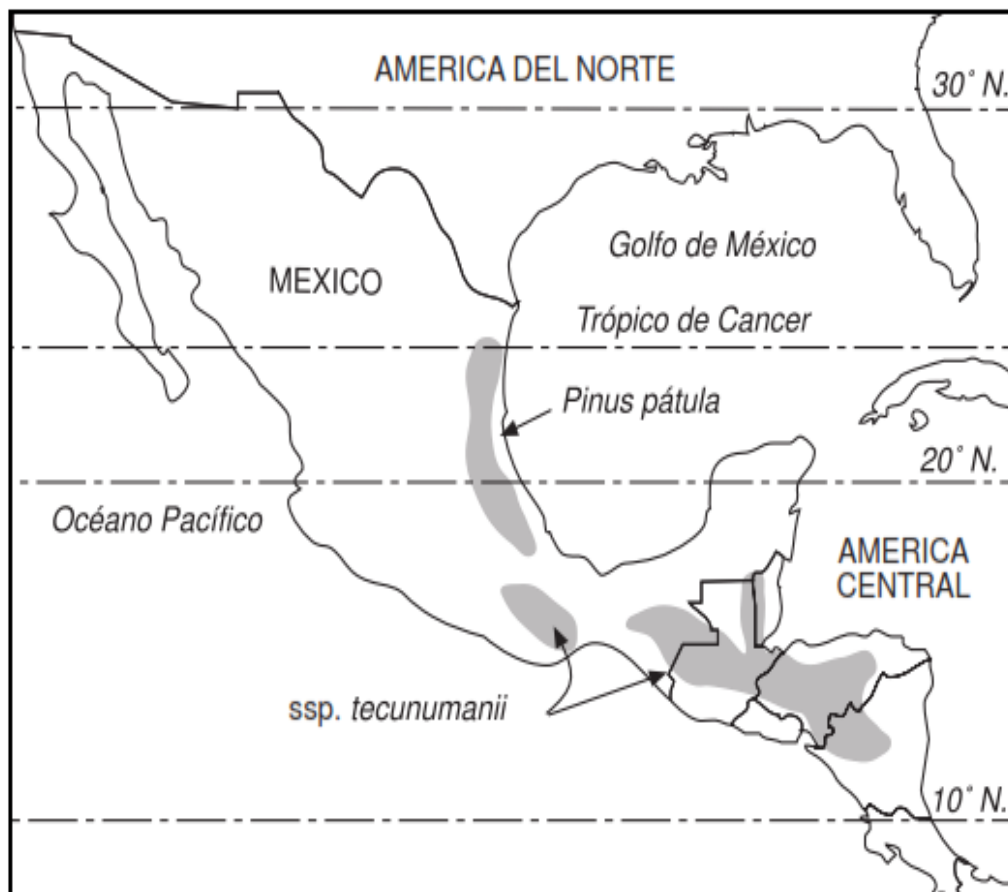 AMERICA DEL NORTE
30° N.
Golfo de México
MEXICO
Trópico de Cancer
Pinus pátula
20° N.
Océano Pacífico
AMERICA
CENTRAL
ssp. tecunumanii
10° N.